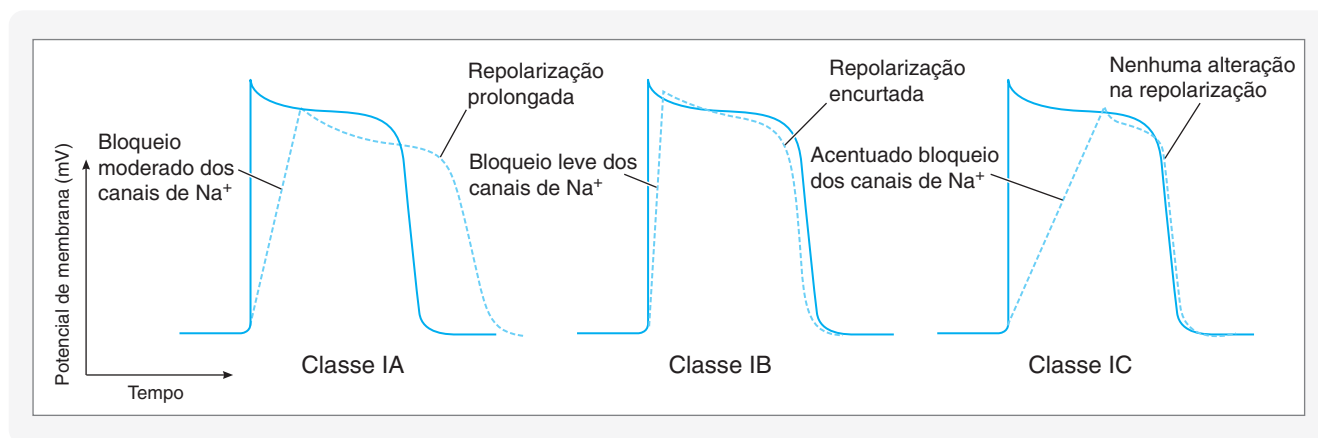 Potencial de membrana (mV)
Tempo
Bloqueio
moderado dos
canais de Na⁺
Repolarização
prolongada
Classe IA
Bloqueio leve dos
canais de Na⁺
Repolarização
encurtada
Classe IB
Acentuado bloqueio
dos canais de Na⁺
Nenhuma alteração
na repolarização
Classe IC